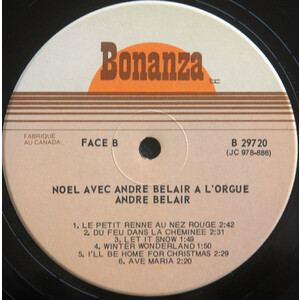 Bonanza
FABRIQUE
AU CANADA
FACE B
B 29720
(JC 978-886)
NOEL AVEC ANDRE BELAIR A L'ORGUE
ANDRE BELAIR
1. LE PETIT RENNE AU NEZ ROUGE 2:42
2. DU FEU DANS LA CHEMINEE 2:31
3. LET IT SNOW 1:49
4. WINTER WONDERLAND 1:50
5. I'LL BE HOME FOR CHRISTMAS 2:29
6. AVE MARIA 2:20